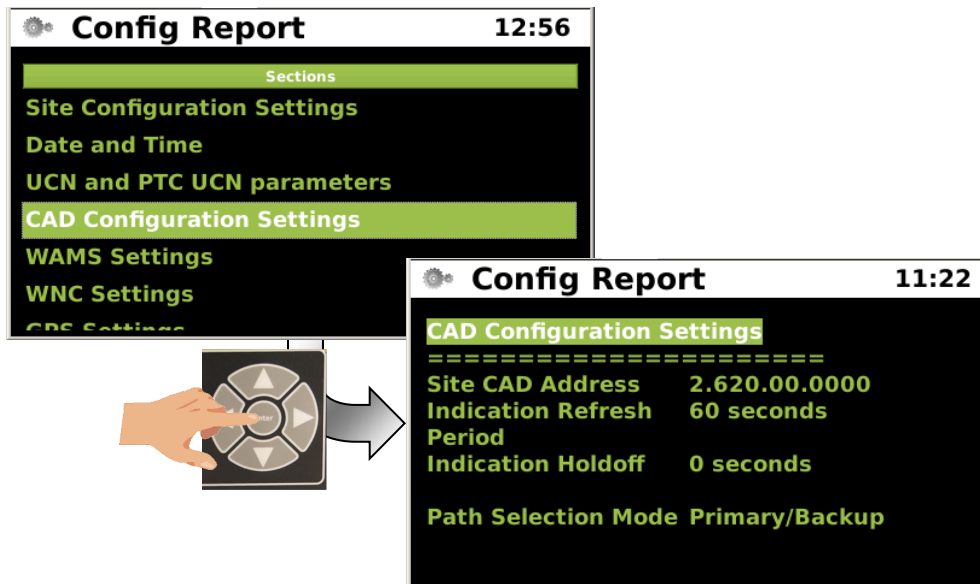 Config Report 12:56
Sections
Site Configuration Settings
Date and Time
UCN and PTC UCN parameters
CAD Configuration Settings
WAMS Settings
WNC Settings
GPS Settings
Enter
Config Report 11:22
CAD Configuration Settings
======================
Site CAD Address 2.620.00.0000
Indication Refresh 60 seconds
Period
Indication Holdoff 0 seconds
Path Selection Mode Primary/Backup